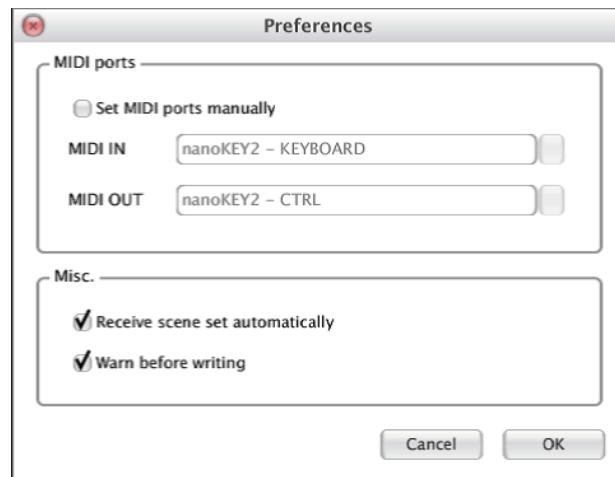 Preferences
MIDI ports
Set MIDI ports manually
MIDI IN nanoKEY2 – KEYBOARD
MIDI OUT nanoKEY2 – CTRL
Misc.
Receive scene set automatically
Warn before writing
Cancel OK